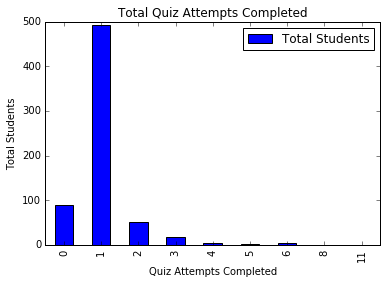 Total Quiz Attempts Completed
500
400
300
200
100
0
Total Students
Total Students
0 1 2 3 4 5 6 8 11
Quiz Attempts Completed